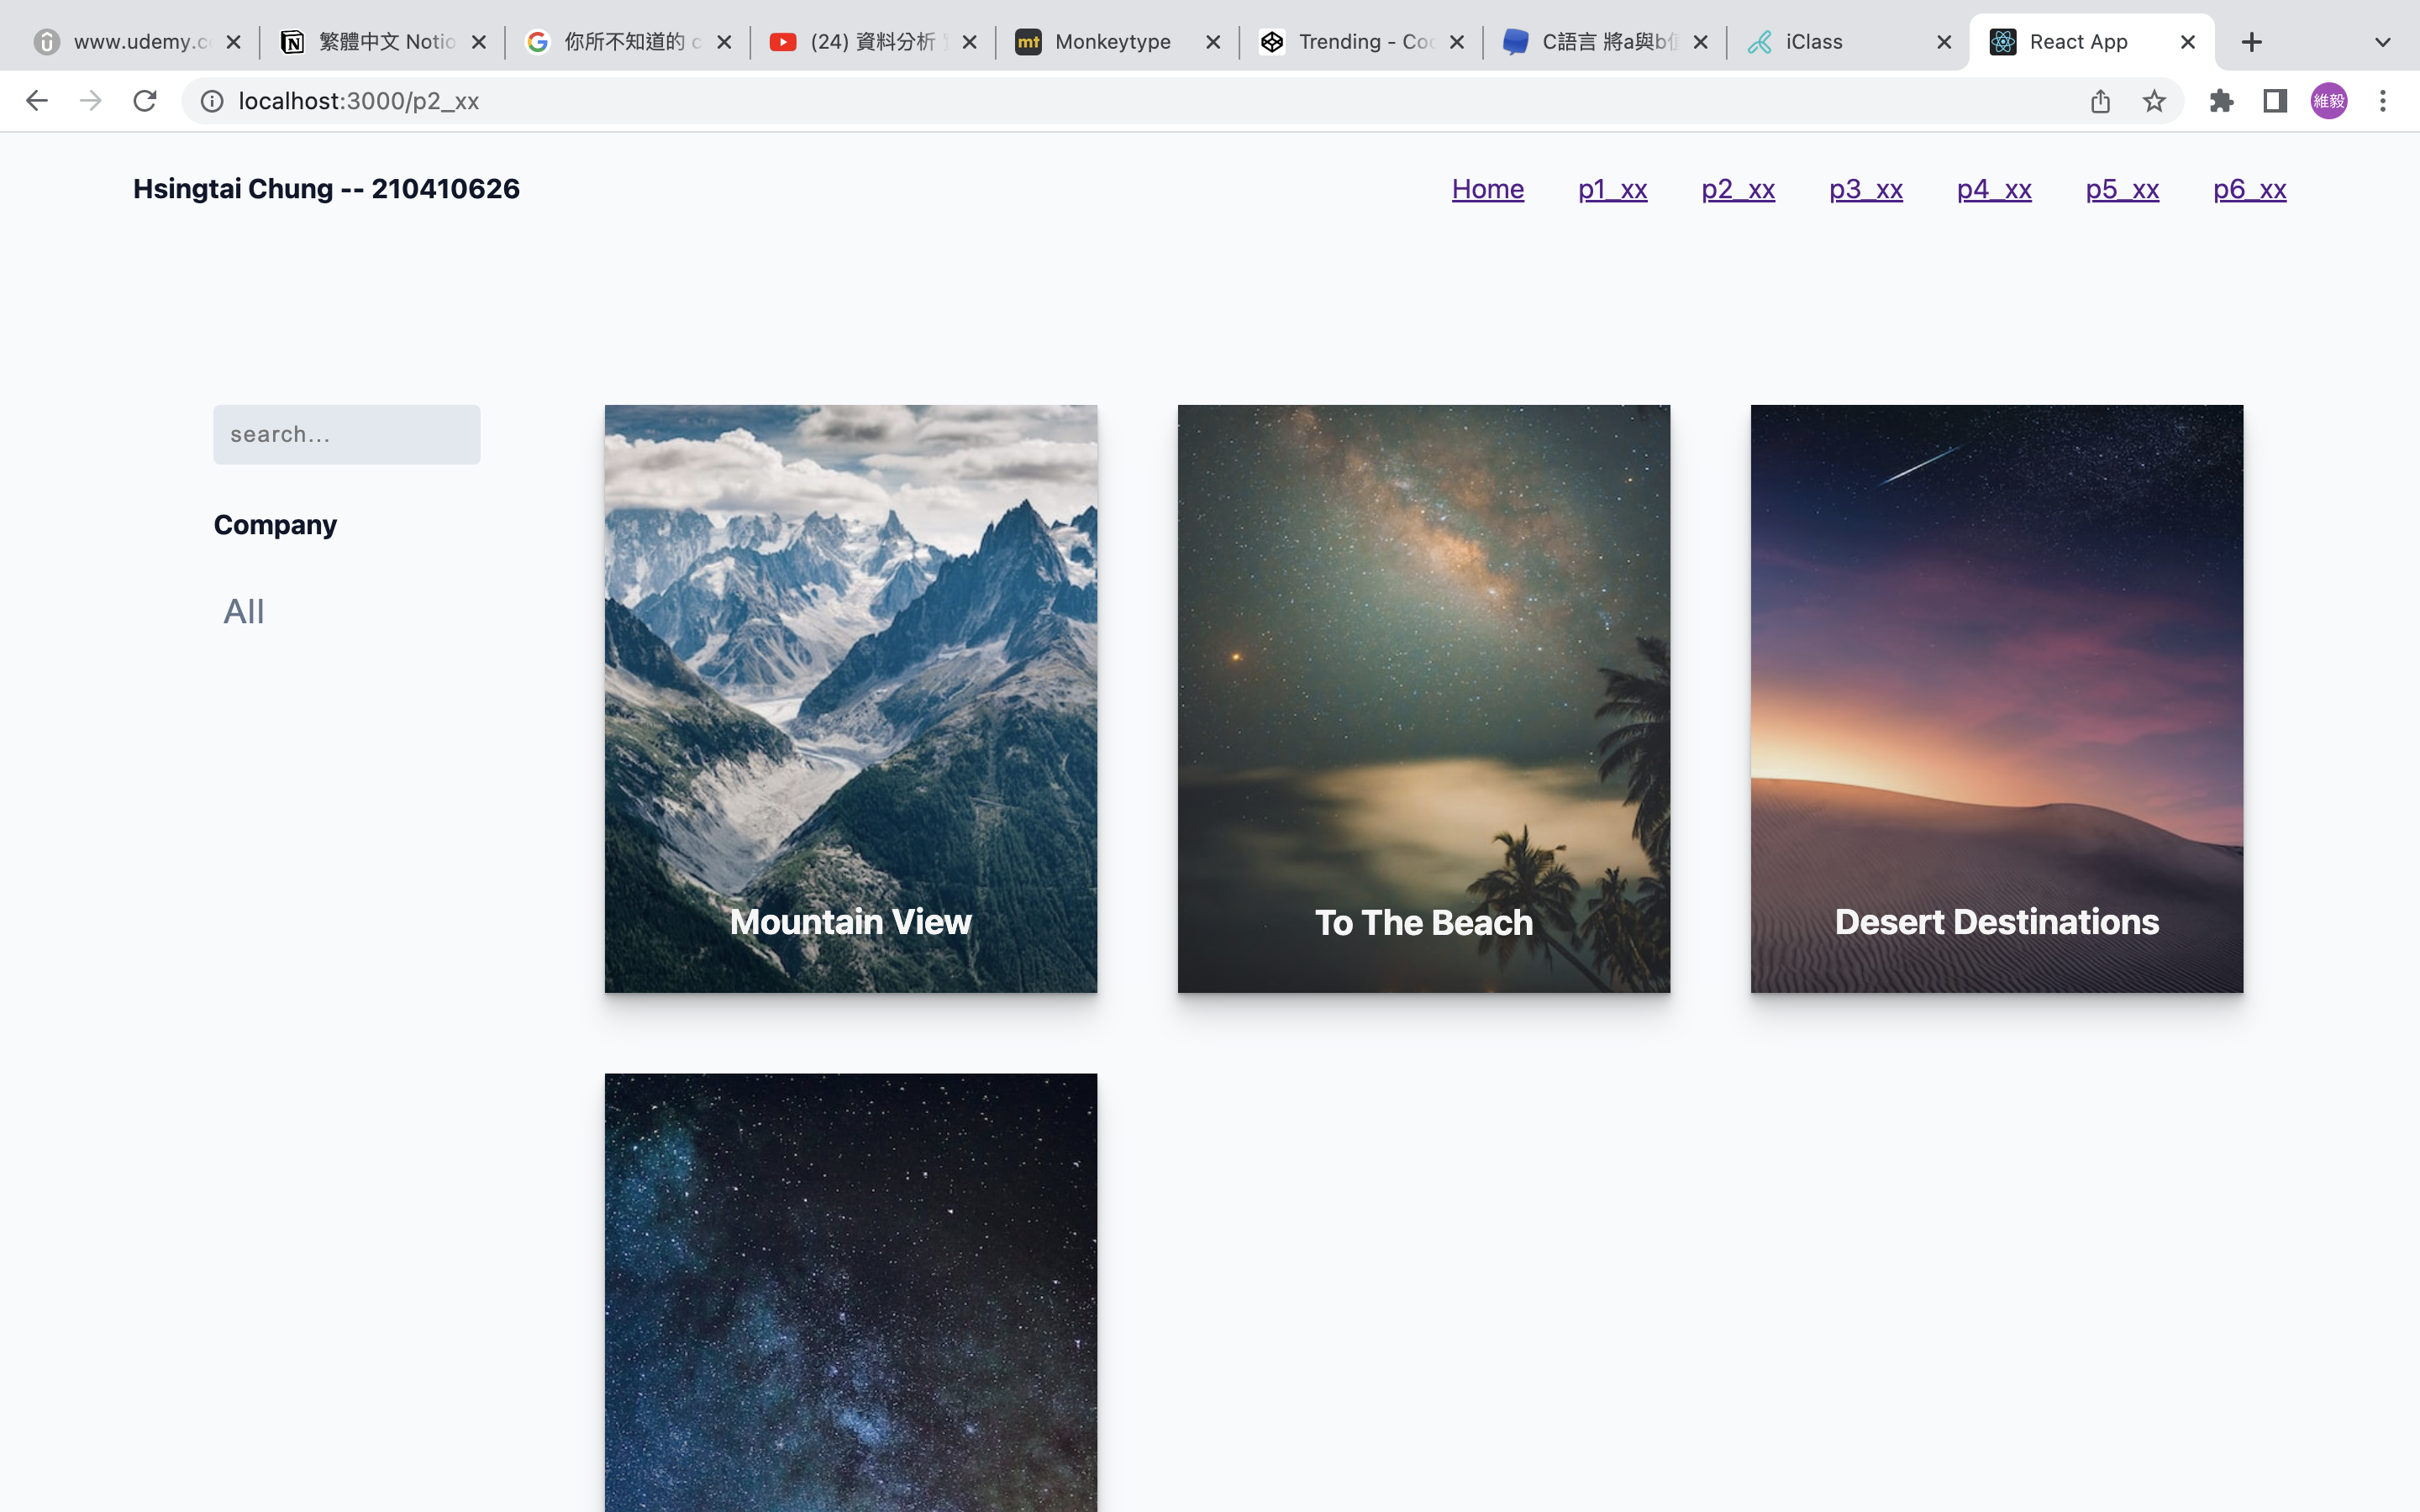 www.udemy.c
繁體中文 Notio
你所不知道的 c
(24) 資料分析
Monkeytype
Trending - Co
C語言 將a與b值
iClass
React App
localhost:3000/p2_xx
維毅
Hsingtai Chung -- 210410626
Home p1_xx p2_xx p3_xx p4_xx p5_xx p6_xx
search...
Company
All
Mountain View
To The Beach
Desert Destinations